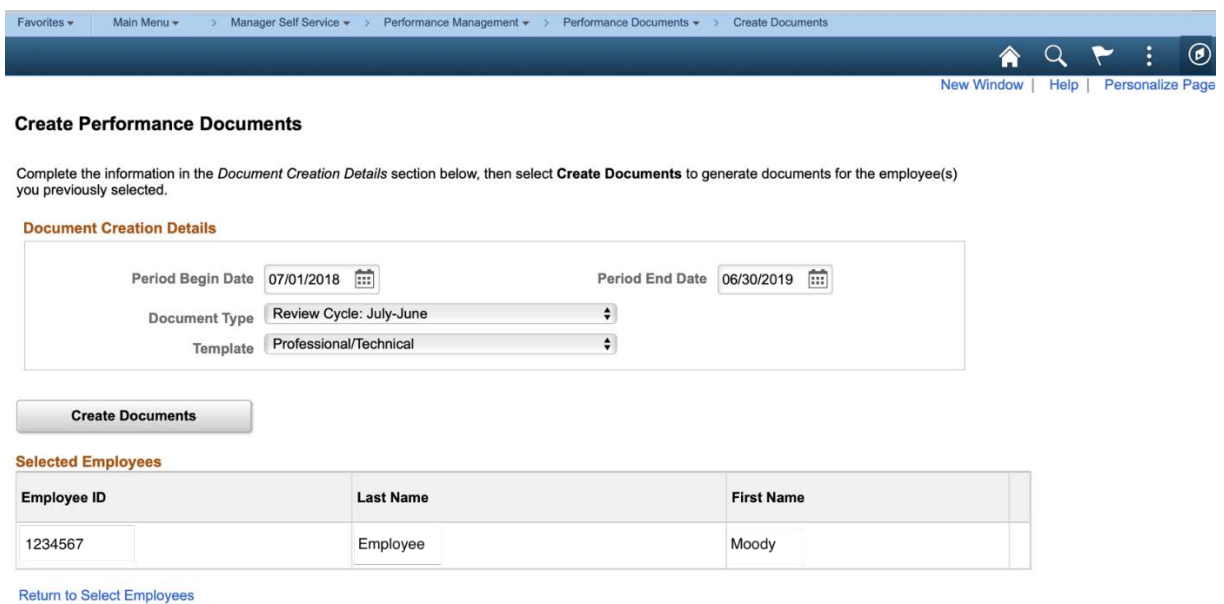 Favorites Main Menu > Manager Self Service > Performance Management > Performance Documents > Create Documents
New Window | Help | Personalize Page
Create Performance Documents
Complete the information in the Document Creation Details section below, then select Create Documents to generate documents for the employee(s)
you previously selected.
Document Creation Details
Period Begin Date 07/01/2018 Period End Date 06/30/2019
Document Type Review Cycle: July-June
Template Professional/Technical
Create Documents
Selected Employees
Employee ID Last Name First Name
1234567 Employee Moody
Return to Select Employees